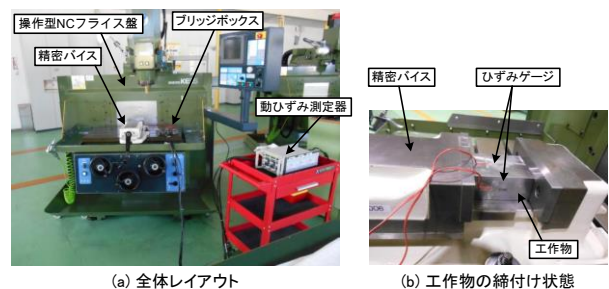 操作型NCフライス盤
ブリッジボックス
精密バイス
動ひずみ測定器
精密バイス
ひずみゲージ
工作物
(a) 全体レイアウト
(b) 工作物の締付け状態